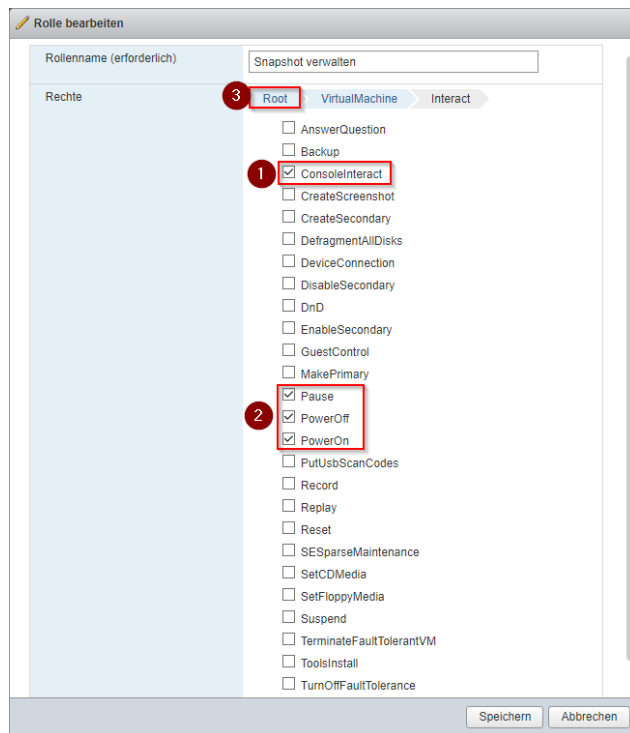 Rolle bearbeiten
Rollenname (erforderlich) Snapshot verwalten
Rechte 3 Root VirtualMachine Interact
AnswerQuestion
Backup
1 ConsoleInteract
CreateScreenshot
CreateSecondary
DefragmentAllDisks
DeviceConnection
DisableSecondary
DnD
EnableSecondary
GuestControl
MakePrimary
Pause
2 PowerOff
PowerOn
PutUsbScanCodes
Record
Replay
Reset
SESparseMaintenance
SetCDMedia
SetFloppyMedia
Suspend
TerminateFaultTolerantVM
ToolsInstall
TurnOffFaultTolerance
Speichern Abbrechen